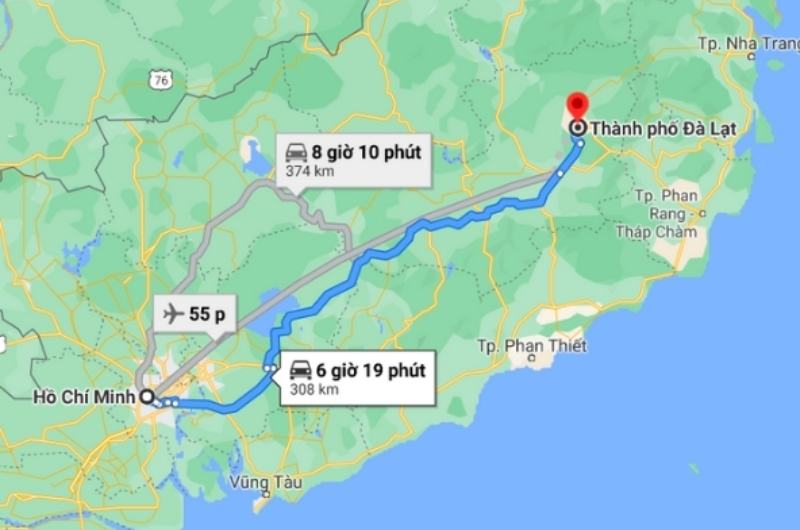 Tp. Nha Trang
76
Thành phố Đà Lạt
8 giờ 10 phút
374 km
Tp. Phan
Rang -
Tháp Chàm
55 p
Tp. Phan Thiết
6 giờ 19 phút
308 km
Hồ Chí Minh
Vũng Tàu